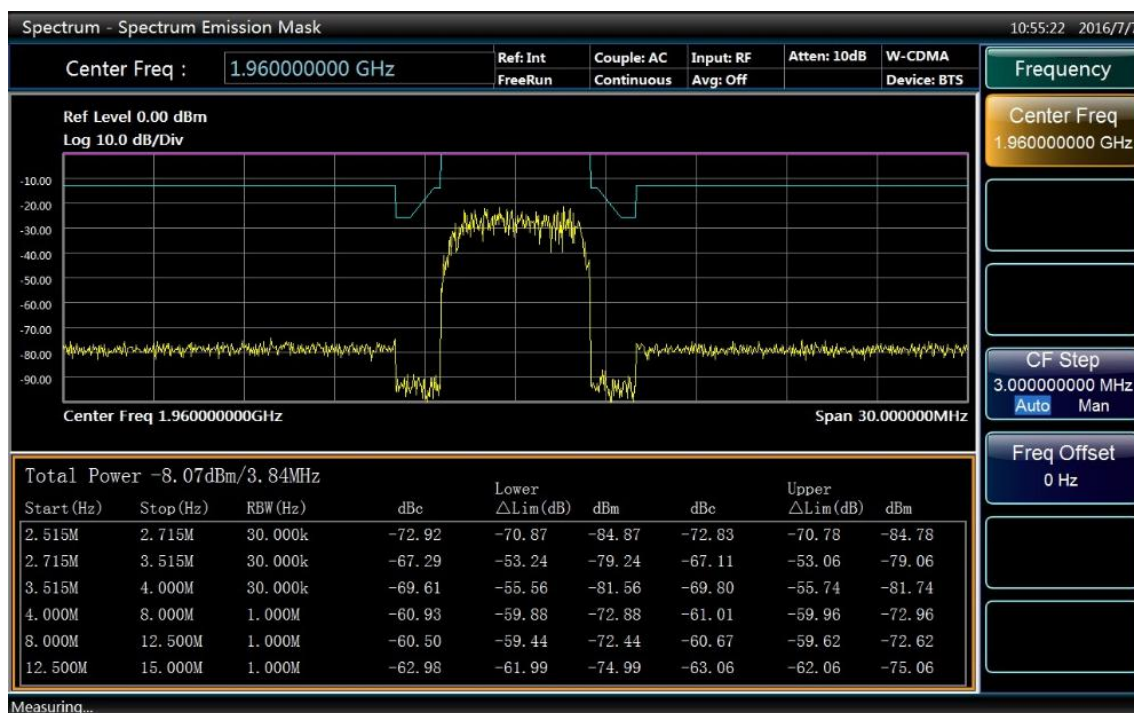 Spectrum - Spectrum Emission Mask
10:55:22 2016/7/7
Center Freq : 1.960000000 GHz
Ref: Int Couple: AC Input: RF Atten: 10dB W-CDMA
FreeRun Continuous Avg: Off Device: BTS
Ref Level 0.00 dBm
Log 10.0 dB/Div
-10.00
-20.00
-30.00
-40.00
-50.00
-60.00
-70.00
-80.00
-90.00
Center Freq 1.960000000GHz Span 30.000000MHz
Total Power -8.07dBm/3.84MHz
Lower Upper
Start(Hz) Stop(Hz) RBW(Hz) dBc △Lim(dB) dBm dBc △Lim(dB) dBm
2.515M 2.715M 30.000k -72.92 -70.87 -84.87 -72.83 -70.78 -84.78
2.715M 3.515M 30.000k -67.29 -53.24 -79.24 -67.11 -53.06 -79.06
3.515M 4.000M 30.000k -69.61 -55.56 -81.56 -69.80 -55.74 -81.74
4.000M 8.000M 1.000M -60.93 -59.88 -72.88 -61.01 -59.96 -72.96
8.000M 12.500M 1.000M -60.50 -59.44 -72.44 -60.67 -59.62 -72.62
12.500M 15.000M 1.000M -62.98 -61.99 -74.99 -63.06 -62.06 -75.06
Measuring...
Frequency
Center Freq
1.960000000 GHz
CF Step
3.000000000 MHz
Auto Man
Freq Offset
0 Hz